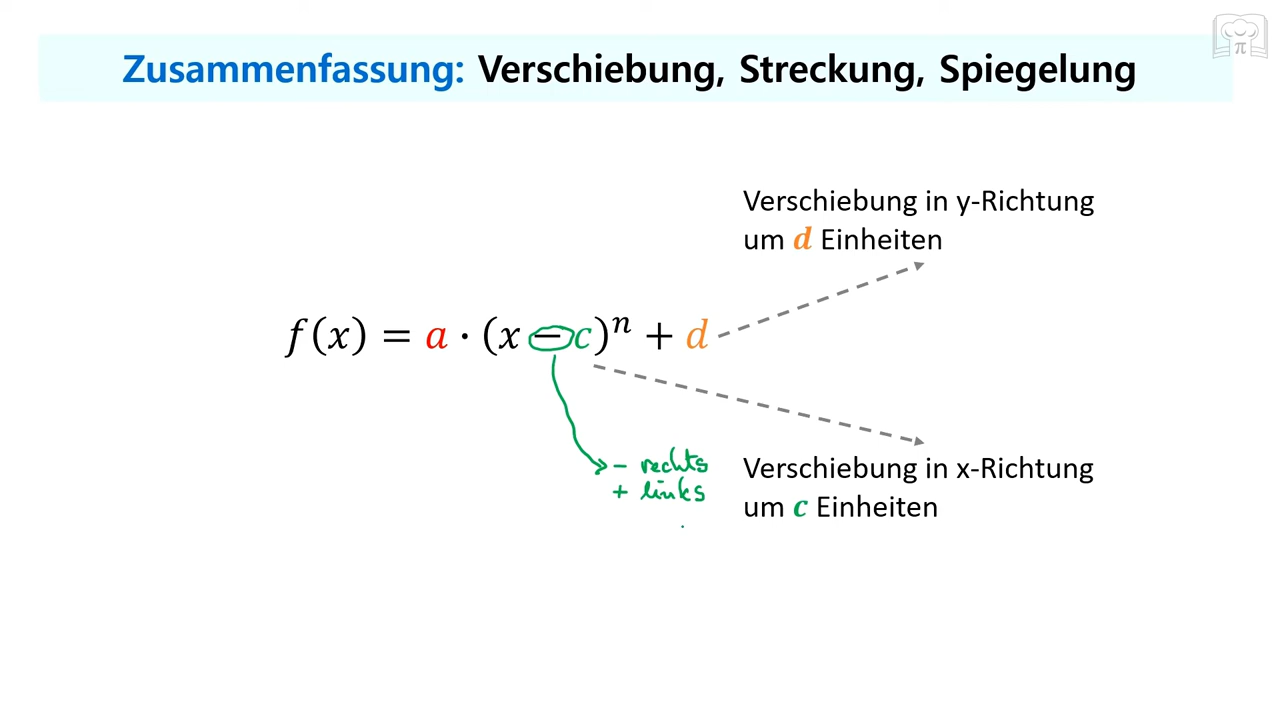 Zusammenfassung: Verschiebung, Streckung, Spiegelung
Verschiebung in y-Richtung
um d Einheiten
f(x) = a · (x − c)ⁿ + d
− rechts
+ links
Verschiebung in x-Richtung
um c Einheiten
π